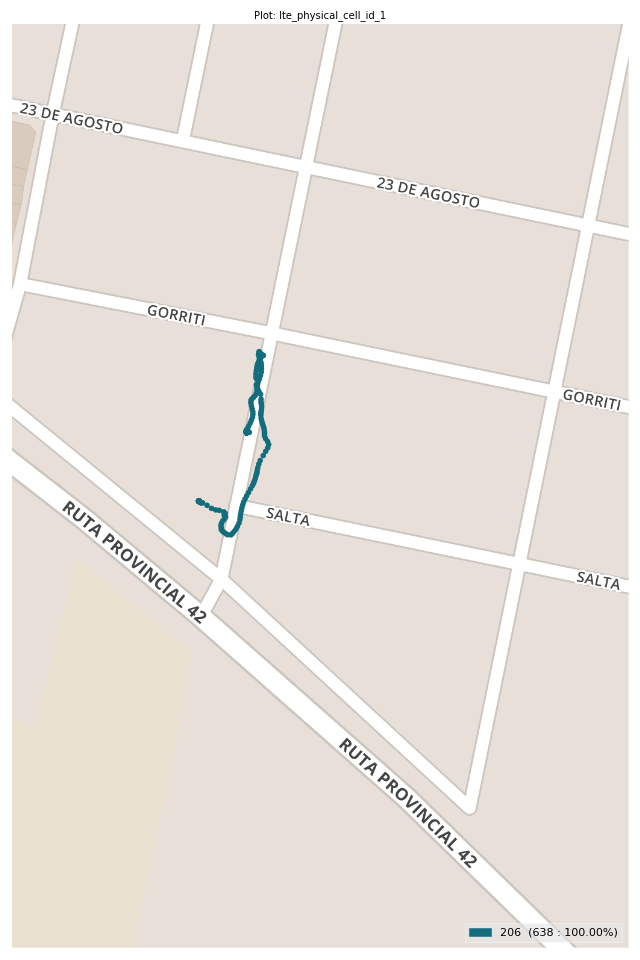 Plot: lte_physical_cell_id_1
23 DE AGOSTO
23 DE AGOSTO
GORRITI
GORRITI
SALTA
SALTA
RUTA PROVINCIAL 42
RUTA PROVINCIAL 42
206 (638 : 100.00%)